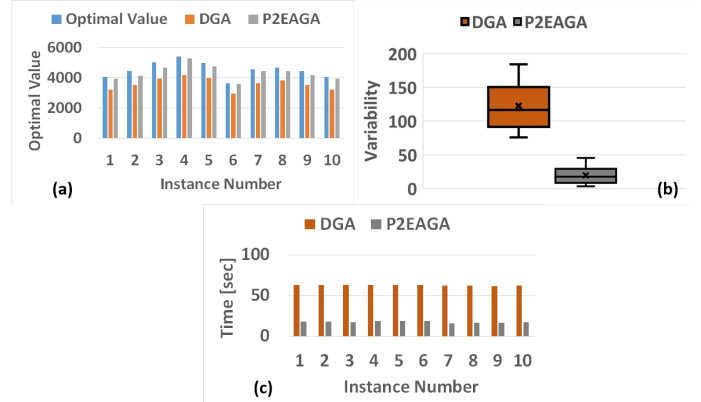 Optimal Value DGA P2EAGA
Optimal Value
6000
4000
2000
0
1 2 3 4 5 6 7 8 9 10
Instance Number
(a)
DGA P2EAGA
Variability
200
150
100
50
0
(b)
DGA P2EAGA
Time [sec]
100
50
0
1 2 3 4 5 6 7 8 9 10
Instance Number
(c)